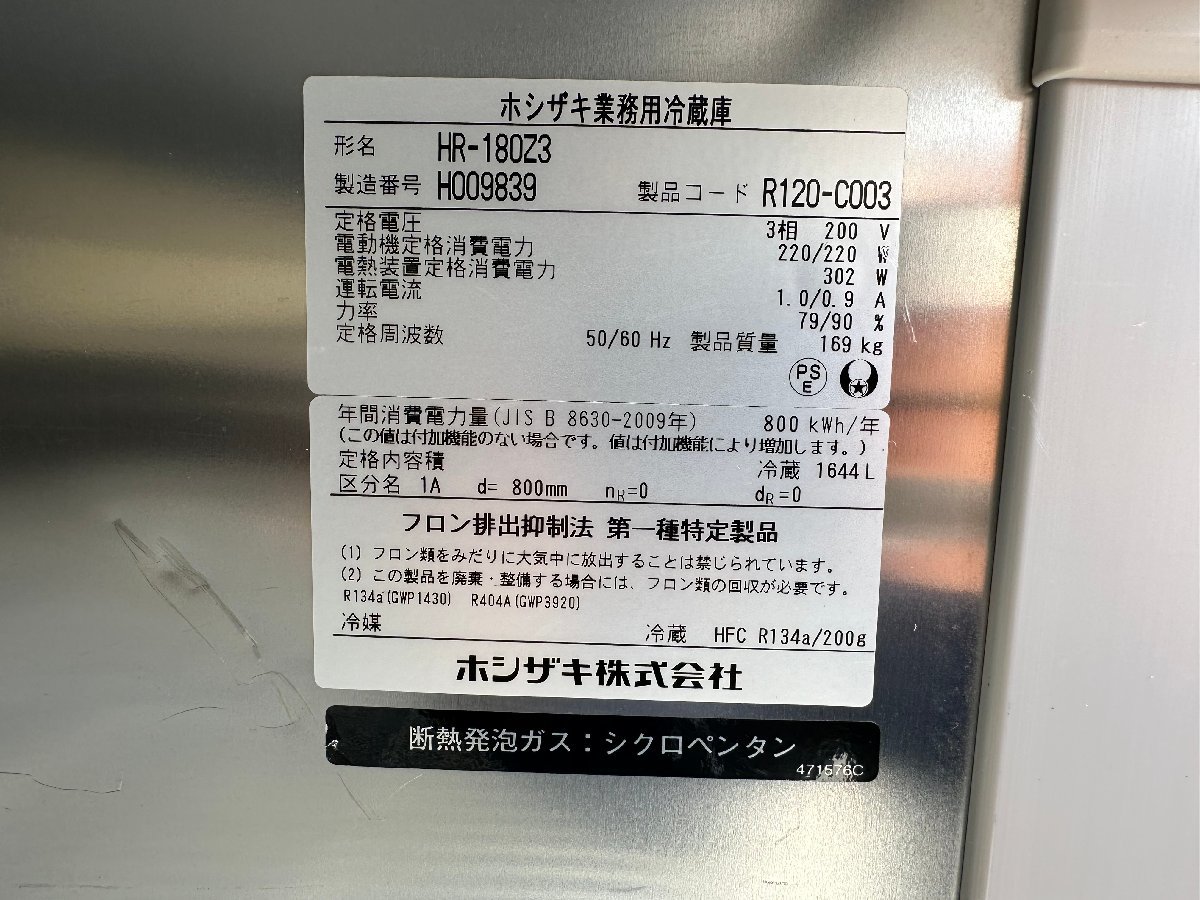 ホシザキ業務用冷蔵庫
形名 HR-180Z3
製造番号 H009839 製品コード R120-C003
定格電圧 3相 200 V
電動機定格消費電力 220/220 W
電熱装置定格消費電力 302 W
運転電流 1.0/0.9 A
力率 79/90 %
定格周波数 50/60 Hz 製品質量 169 kg
PS E
年間消費電力量(JIS B 8630-2009年) 800 kWh/年
(この値は付加機能のない場合です。値は付加機能により増加します。)
定格内容積 冷蔵 1644 L
区分名 1A d= 800mm nR=0 dR=0
フロン排出抑制法 第一種特定製品
(1) フロン類をみだりに大気中に放出することは禁じられています。
(2) この製品を廃棄・整備する場合には、フロン類の回収が必要です。
R134a(GWP1430) R404A(GWP3920)
冷媒 冷蔵 HFC R134a/200g
ホシザキ株式会社
断熱発泡ガス：シクロペンタン
471576C